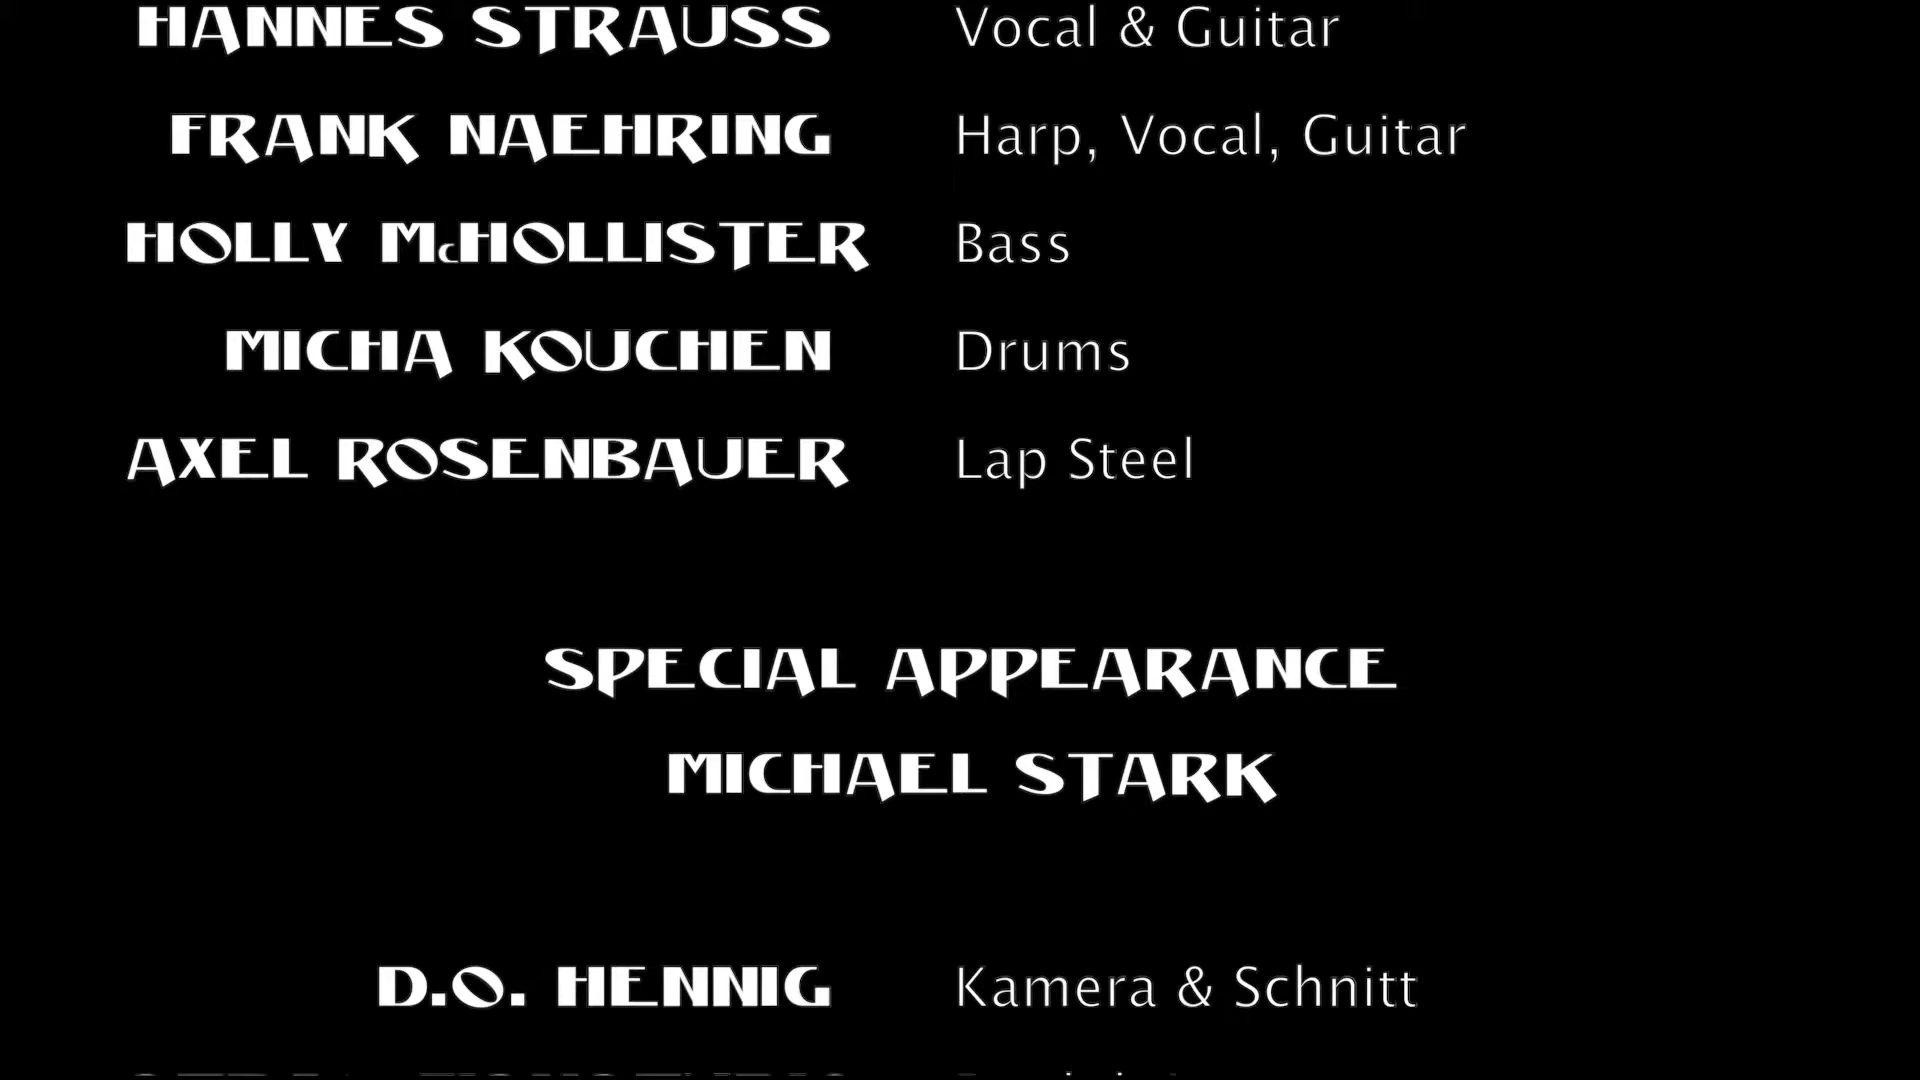 HANNES STRAUSS Vocal & Guitar
FRANK NAEHRING Harp, Vocal, Guitar
HOLLY McHOLLISTER Bass
MICHA KOUCHEN Drums
AXEL ROSENBAUER Lap Steel
SPECIAL APPEARANCE
MICHAEL STARK
D.O. HENNIG Kamera & Schnitt